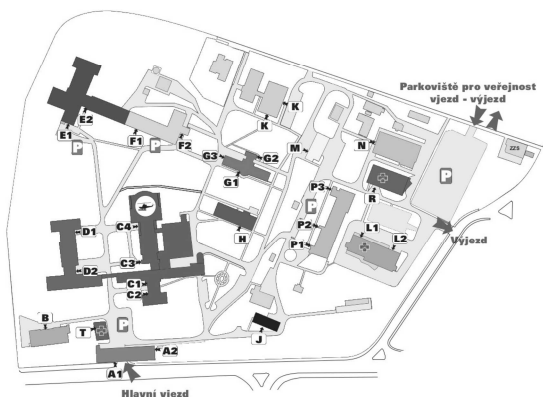 Parkoviště pro veřejnost
vjezd - výjezd
ZZS
P
K
K
E2
E1
F1
P
P
F2
G3
G2
G1
M
N
R
P3
P
P2
P1
H
L1
L2
Výjezd
C4
C3
C1
C2
D1
D2
B
T
P
A2
A1
J
Hlavní vjezd